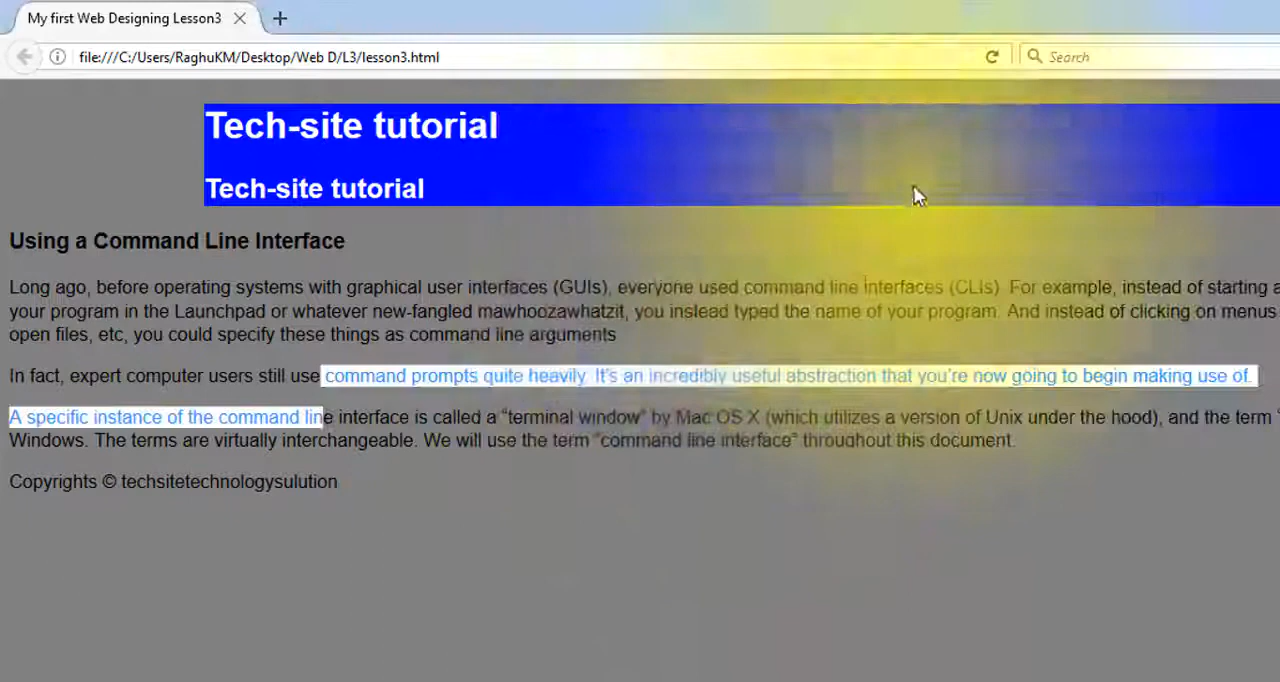 My first Web Designing Lesson3
file:///C:/Users/RaghuKM/Desktop/Web D/L3/lesson3.html
Search
Tech-site tutorial
Tech-site tutorial
Using a Command Line Interface
Long ago, before operating systems with graphical user interfaces (GUIs), everyone used command line interfaces (CLIs). For example, instead of starting
your program in the Launchpad or whatever new-fangled mawhoozawhatzit, you instead typed the name of your program. And instead of clicking on menus
open files, etc, you could specify these things as command line arguments
In fact, expert computer users still use command prompts quite heavily. It's an incredibly useful abstraction that you're now going to begin making use of.
A specific instance of the command line interface is called a "terminal window" by Mac OS X (which utilizes a version of Unix under the hood), and the term
Windows. The terms are virtually interchangeable. We will use the term "command line interface" throughout this document.
Copyrights © techsitetechnologysulution